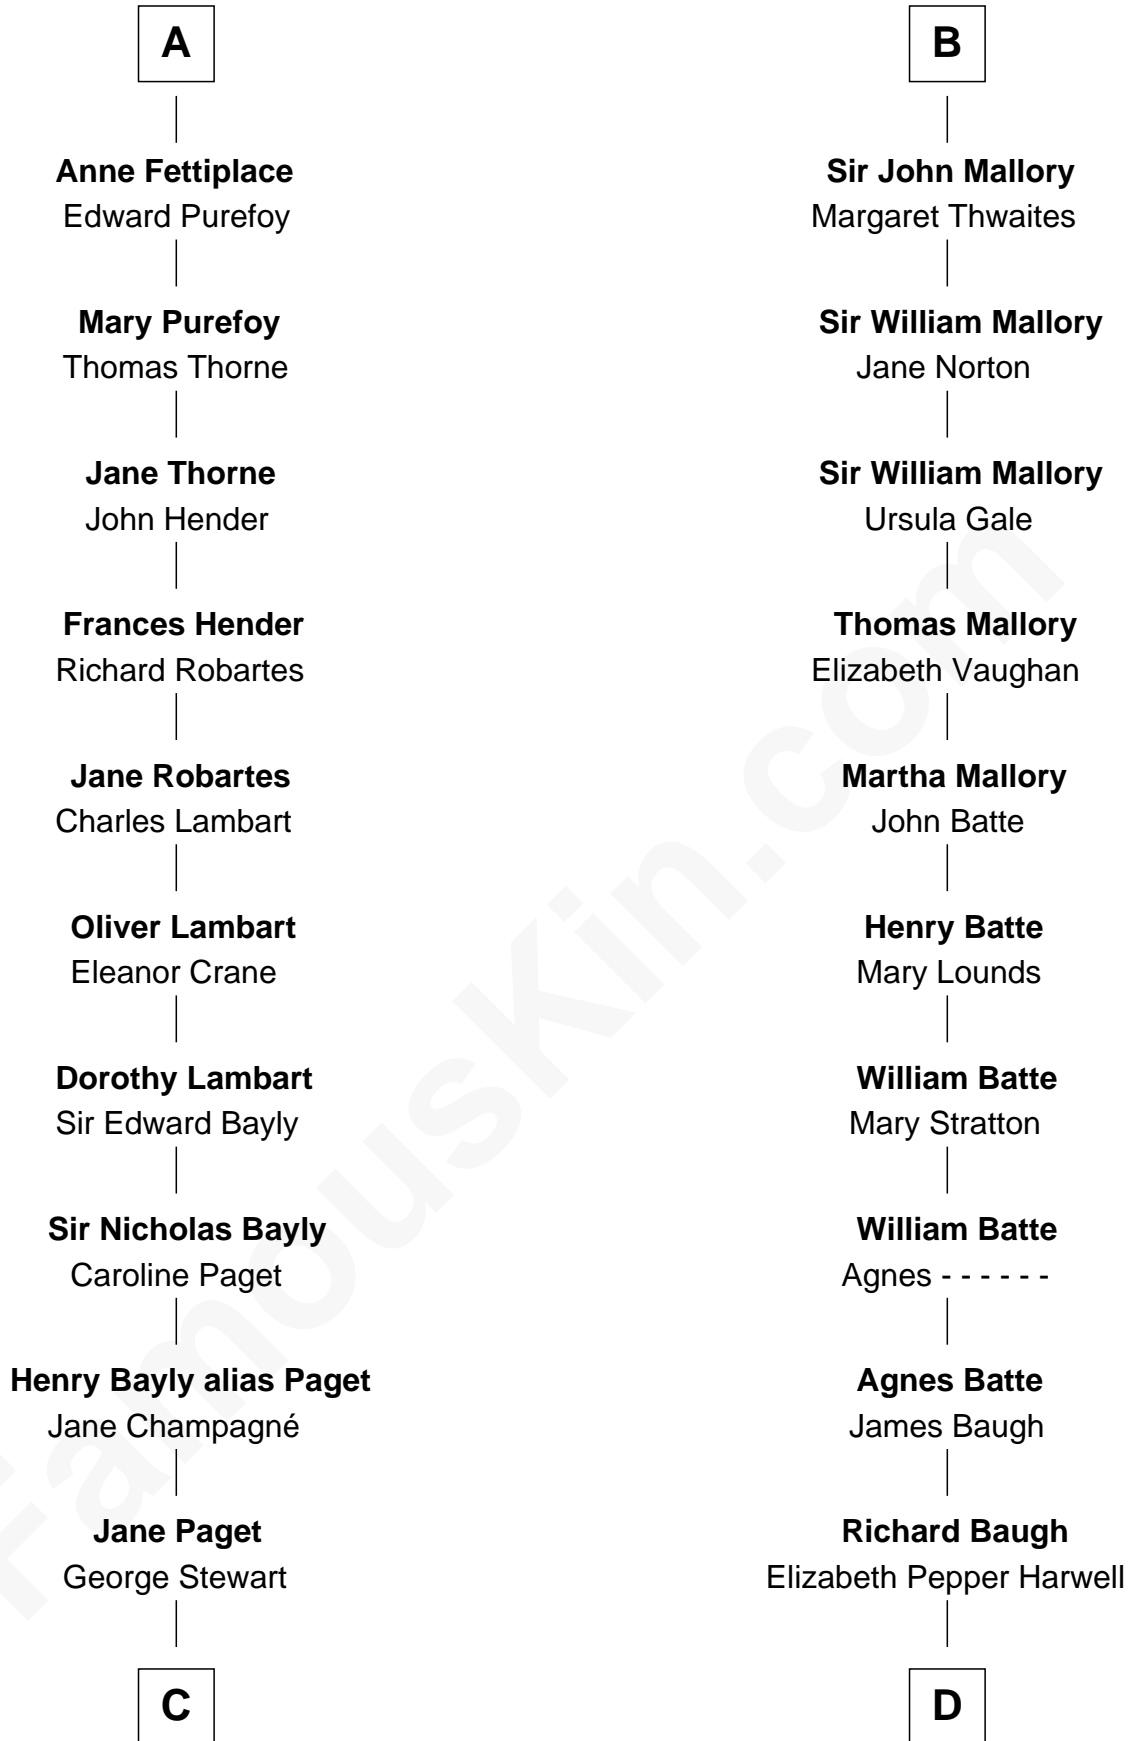 A
Anne Fettiplace
Edward Purefoy
Mary Purefoy
Thomas Thorne
Jane Thorne
John Hender
Frances Hender
Richard Robartes
Jane Robartes
Charles Lambart
Oliver Lambart
Eleanor Crane
Dorothy Lambart
Sir Edward Bayly
Sir Nicholas Bayly
Caroline Paget
Henry Bayly alias Paget
Jane Champagné
Jane Paget
George Stewart
C
B
Sir John Mallory
Margaret Thwaites
Sir William Mallory
Jane Norton
Sir William Mallory
Ursula Gale
Thomas Mallory
Elizabeth Vaughan
Martha Mallory
John Batte
Henry Batte
Mary Lounds
William Batte
Mary Stratton
William Batte
Agnes - - - - - -
Agnes Batte
James Baugh
Richard Baugh
Elizabeth Pepper Harwell
D
FamousKin.com